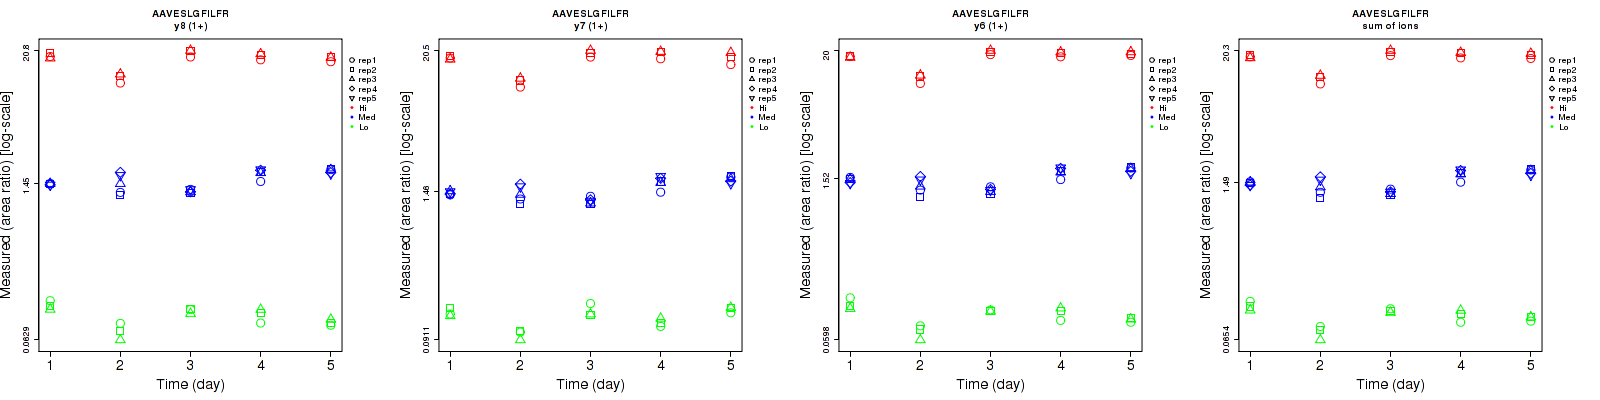 AAVESLGFILFR
y8 (1+)
Measured (area ratio) [log-scale]
20.8
1.45
0.0629
1 2 3 4 5
Time (day)
rep1
rep2
rep3
rep4
rep5
Hi
Med
Lo
AAVESLGFILFR
y7 (1+)
Measured (area ratio) [log-scale]
20.5
1.46
0.0911
1 2 3 4 5
Time (day)
rep1
rep2
rep3
rep4
rep5
Hi
Med
Lo
AAVESLGFILFR
y6 (1+)
Measured (area ratio) [log-scale]
20
1.52
0.0598
1 2 3 4 5
Time (day)
rep1
rep2
rep3
rep4
rep5
Hi
Med
Lo
AAVESLGFILFR
sum of ions
Measured (area ratio) [log-scale]
20.3
1.49
0.0654
1 2 3 4 5
Time (day)
rep1
rep2
rep3
rep4
rep5
Hi
Med
Lo